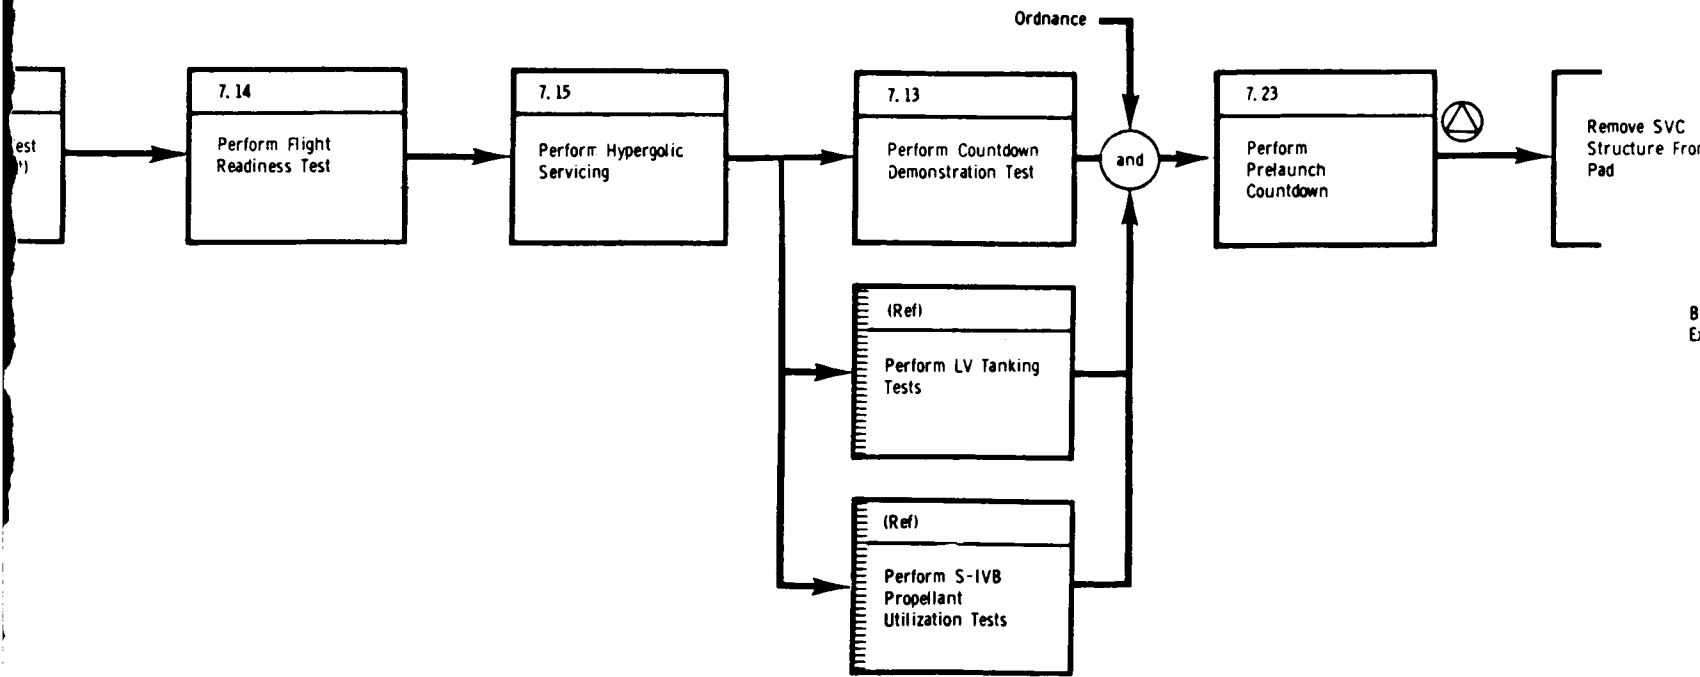 Ordnance
7.14
Perform Flight
Readiness Test
7.15
Perform Hypergolic
Servicing
7.13
Perform Countdown
Demonstration Test
and
7.23
Perform
Prelaunch
Countdown
Remove SVC
Structure
Pad
(Ref)
Perform LV Tanking
Tests
(Ref)
Perform S-IVB
Propellant
Utilization Tests